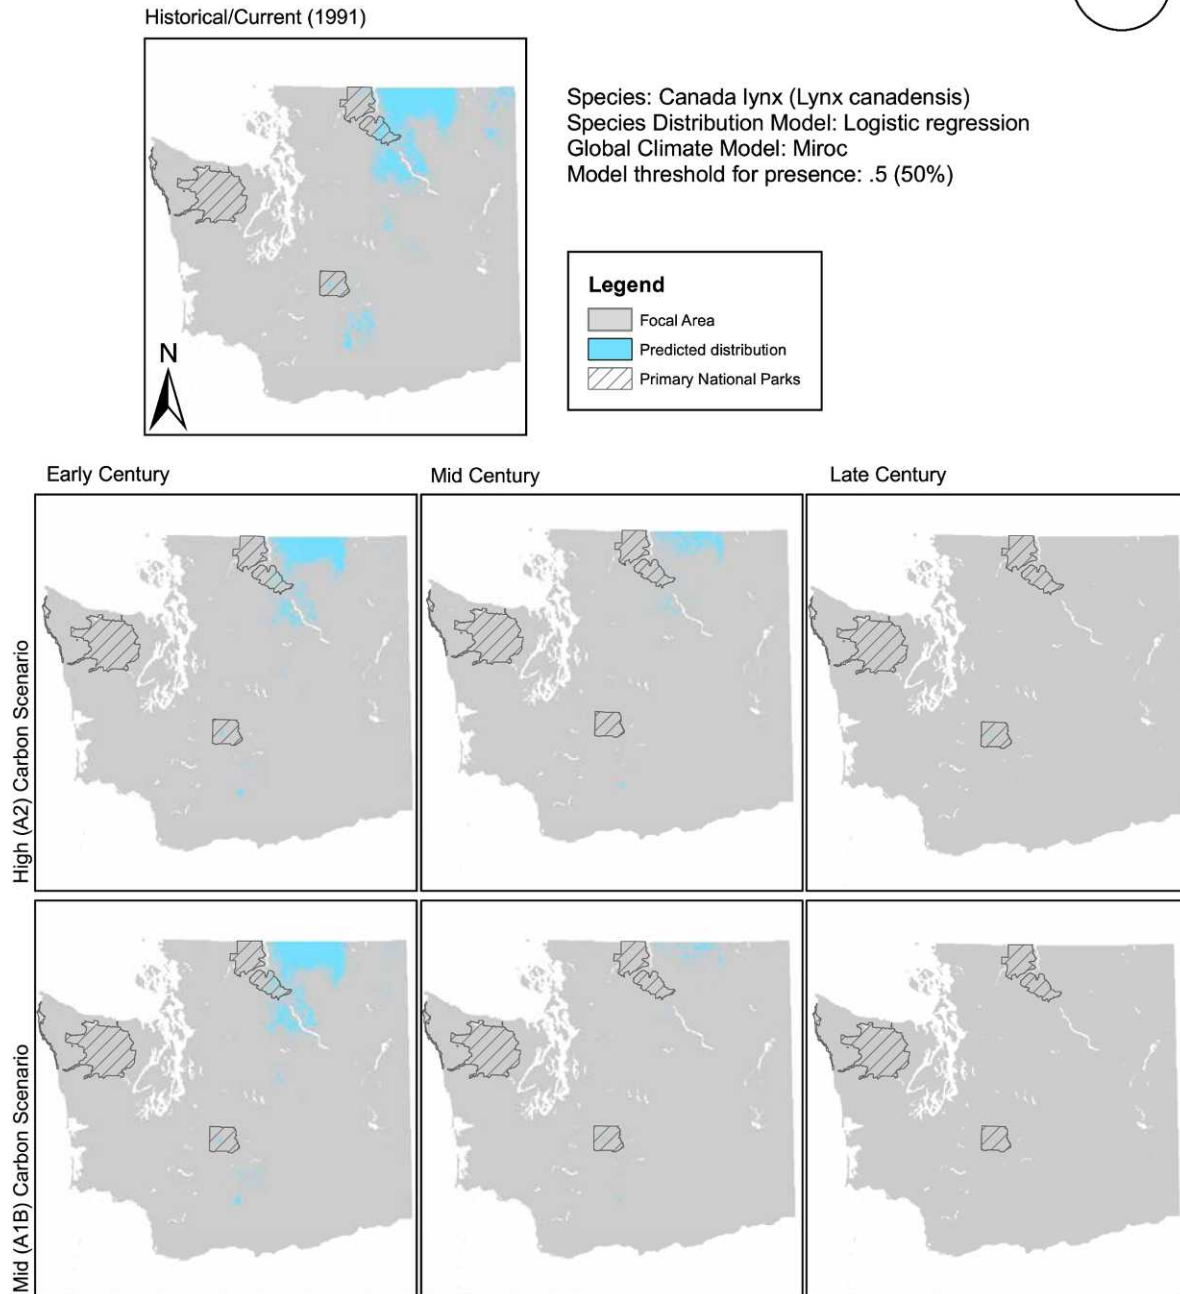 Historical/Current (1991)
Species: Canada lynx (Lynx canadensis)
Species Distribution Model: Logistic regression
Global Climate Model: Miroc
Model threshold for presence: .5 (50%)
Legend
Focal Area
Predicted distribution
Primary National Parks
N
Early Century
Mid Century
Late Century
High (A2) Carbon Scenario
Mid (A1B) Carbon Scenario